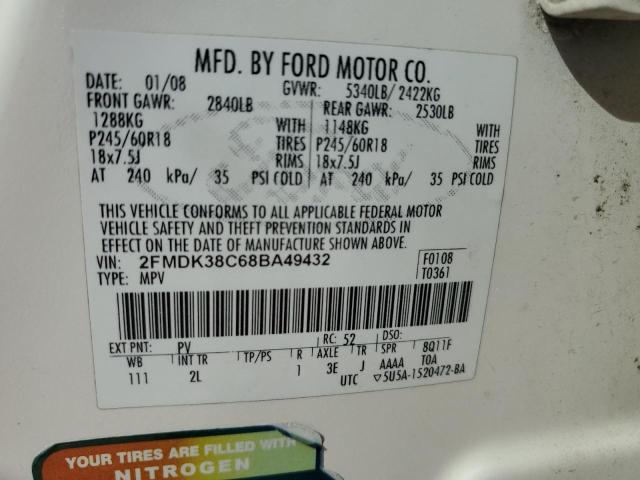 MFD. BY FORD MOTOR CO.
DATE: 01/08 GVWR: 5340LB/ 2422KG
FRONT GAWR: 2840LB REAR GAWR: 2530LB
1288KG WITH 1148KG WITH
P245/60R18 TIRES P245/60R18 TIRES
18x7.5J RIMS 18x7.5J RIMS
AT 240 kPa/ 35 PSI COLD AT 240 kPa/ 35 PSI COLD
THIS VEHICLE CONFORMS TO ALL APPLICABLE FEDERAL MOTOR
VEHICLE SAFETY AND THEFT PREVENTION STANDARDS IN
EFFECT ON THE DATE OF MANUFACTURE SHOWN ABOVE.
VIN: 2FMDK38C68BA49432 F0108
TYPE: MPV T0361
EXT PNT: PV RC: 52 DSO:
WB INT TR TP/PS R AXLE TR SPR 8Q11F
111 2L 1 3E J AAAA TOA
UTC ▽5U5A-1520472-BA
YOUR TIRES ARE FILLED WITH
NITROGEN